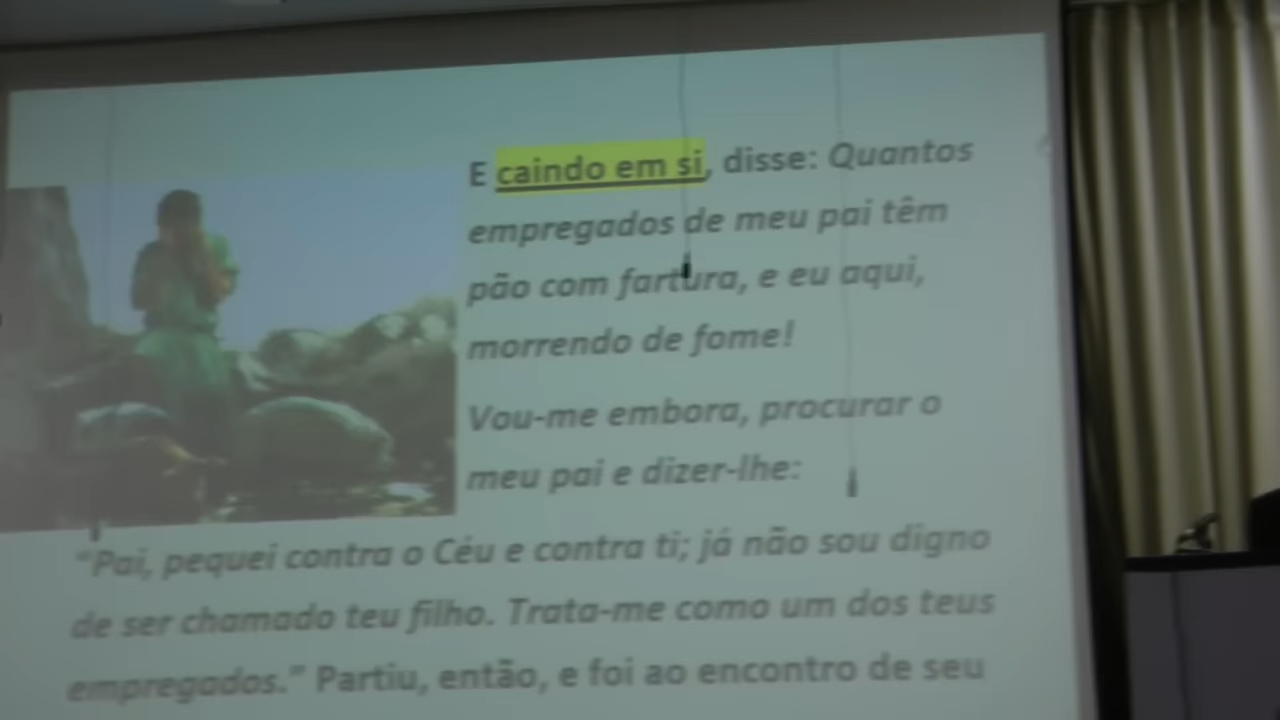 E caindo em si, disse: Quantos
empregados de meu pai têm
pão com fartura, e eu aqui,
morrendo de fome!
Vou-me embora, procurar o
meu pai e dizer-lhe:
“Pai, pequei contra o Céu e contra ti; já não sou digno
de ser chamado teu filho. Trata-me como um dos teus
empregados.” Partiu, então, e foi ao encontro de seu